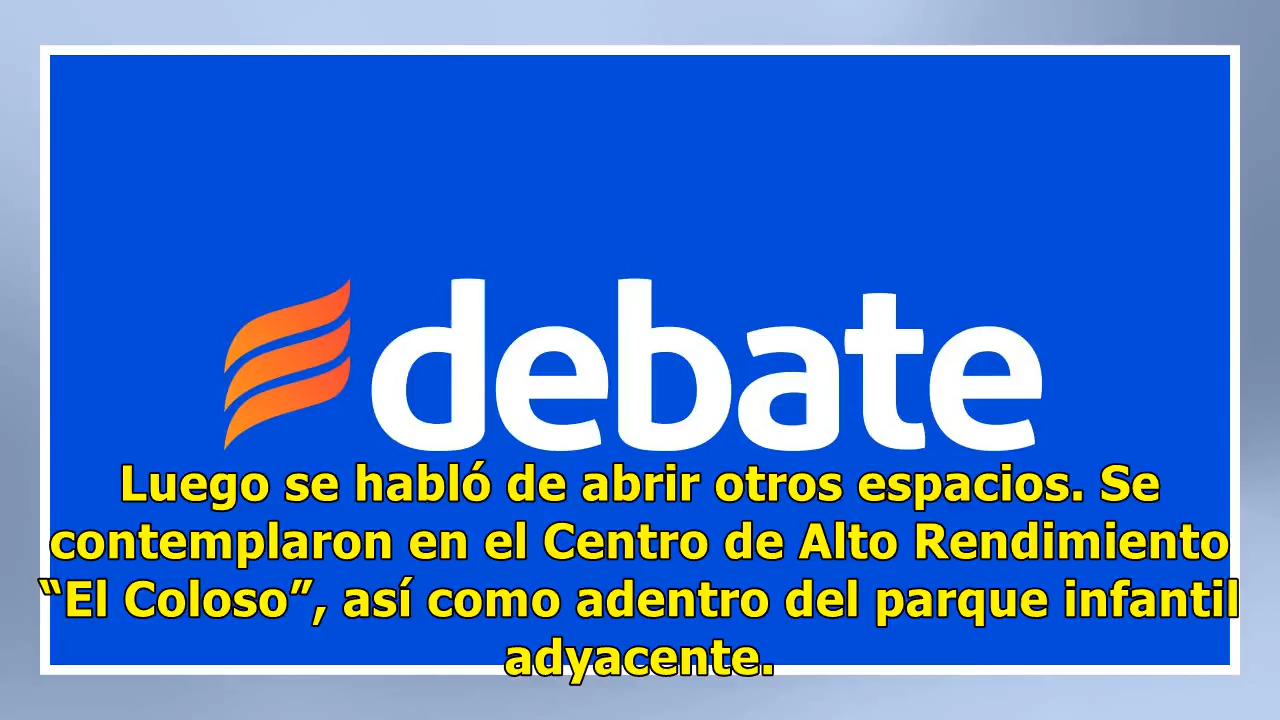 debate
Luego se habló de abrir otros espacios. Se
contemplaron en el Centro de Alto Rendimiento
“El Coloso”, así como adentro del parque infantil
adyacente.